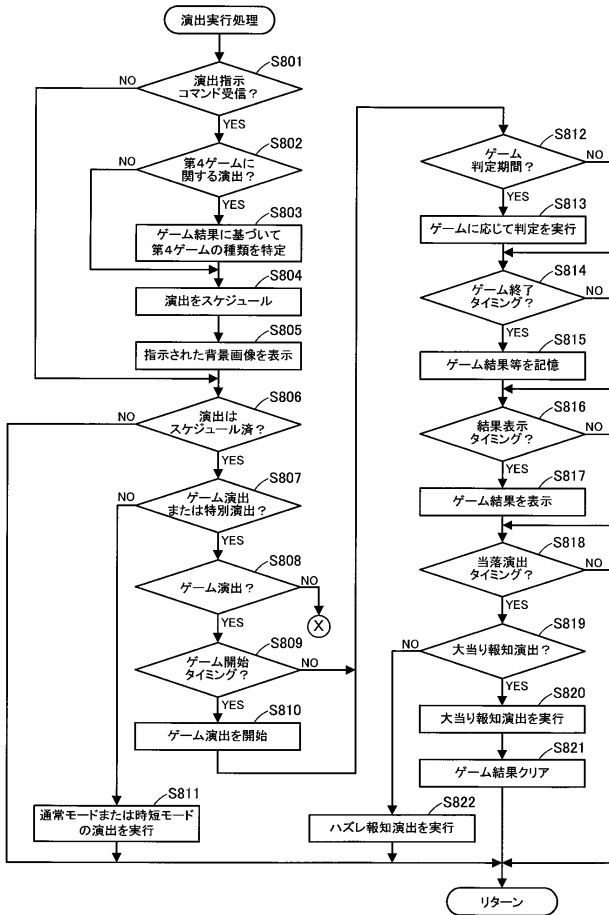 演出実行処理
S801
演出指示
コマンド受信？
NO
YES
S802
第4ゲームに
関する演出？
NO
YES
S803
ゲーム結果に基づいて
第4ゲームの種類を特定
S804
演出をスケジュール
S805
指示された背景画像を表示
S806
演出は
スケジュール済？
NO
YES
S807
ゲーム演出
または特別演出？
NO
YES
S808
ゲーム演出？
NO
X
YES
S809
ゲーム開始
タイミング？
NO
YES
S810
ゲーム演出を開始
S811
通常モードまたは時短モード
の演出を実行
S812
ゲーム
判定期間？
NO
YES
S813
ゲームに応じて判定を実行
S814
ゲーム終了
タイミング？
NO
YES
S815
ゲーム結果等を記憶
S816
結果表示
タイミング？
NO
YES
S817
ゲーム結果を表示
S818
当落演出
タイミング？
NO
YES
S819
大当り報知演出？
NO
YES
S820
大当り報知演出を実行
S821
ゲーム結果クリア
S822
ハズレ報知演出を実行
リターン